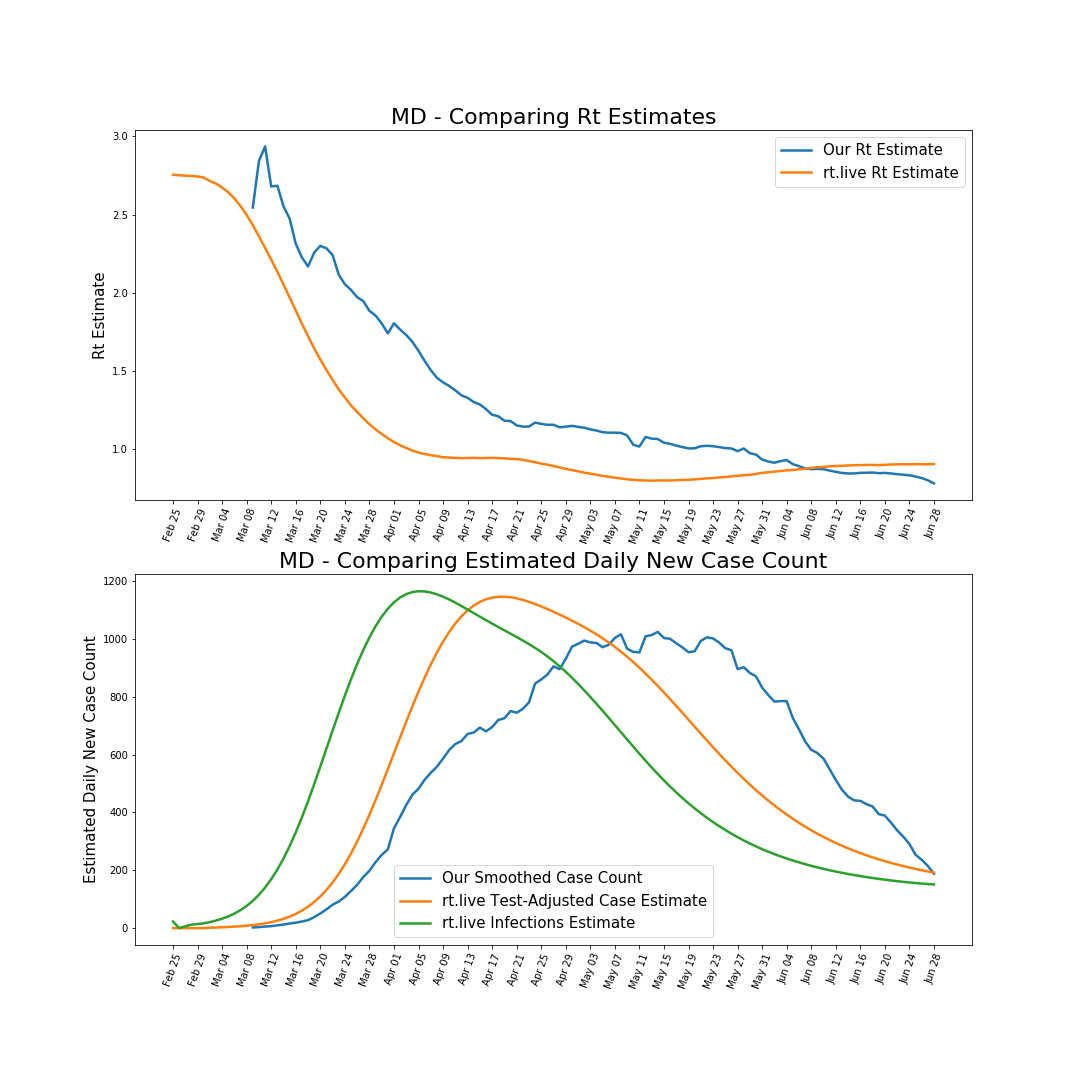 MD - Comparing Rt Estimates
Rt Estimate
3.0
2.5
2.0
1.5
1.0
Our Rt Estimate
rt.live Rt Estimate
Feb 25 Feb 29 Mar 04 Mar 08 Mar 12 Mar 16 Mar 20 Mar 24 Mar 28 Apr 01 Apr 05 Apr 09 Apr 13 Apr 17 Apr 21 Apr 25 Apr 29 May 03 May 07 May 11 May 15 May 19 May 23 May 27 May 31 Jun 04 Jun 08 Jun 12 Jun 16 Jun 20 Jun 24 Jun 28
MD - Comparing Estimated Daily New Case Count
Estimated Daily New Case Count
1200
1000
800
600
400
200
0
Our Smoothed Case Count
rt.live Test-Adjusted Case Estimate
rt.live Infections Estimate
Feb 25 Feb 29 Mar 04 Mar 08 Mar 12 Mar 16 Mar 20 Mar 24 Mar 28 Apr 01 Apr 05 Apr 09 Apr 13 Apr 17 Apr 21 Apr 25 Apr 29 May 03 May 07 May 11 May 15 May 19 May 23 May 27 May 31 Jun 04 Jun 08 Jun 12 Jun 16 Jun 20 Jun 24 Jun 28